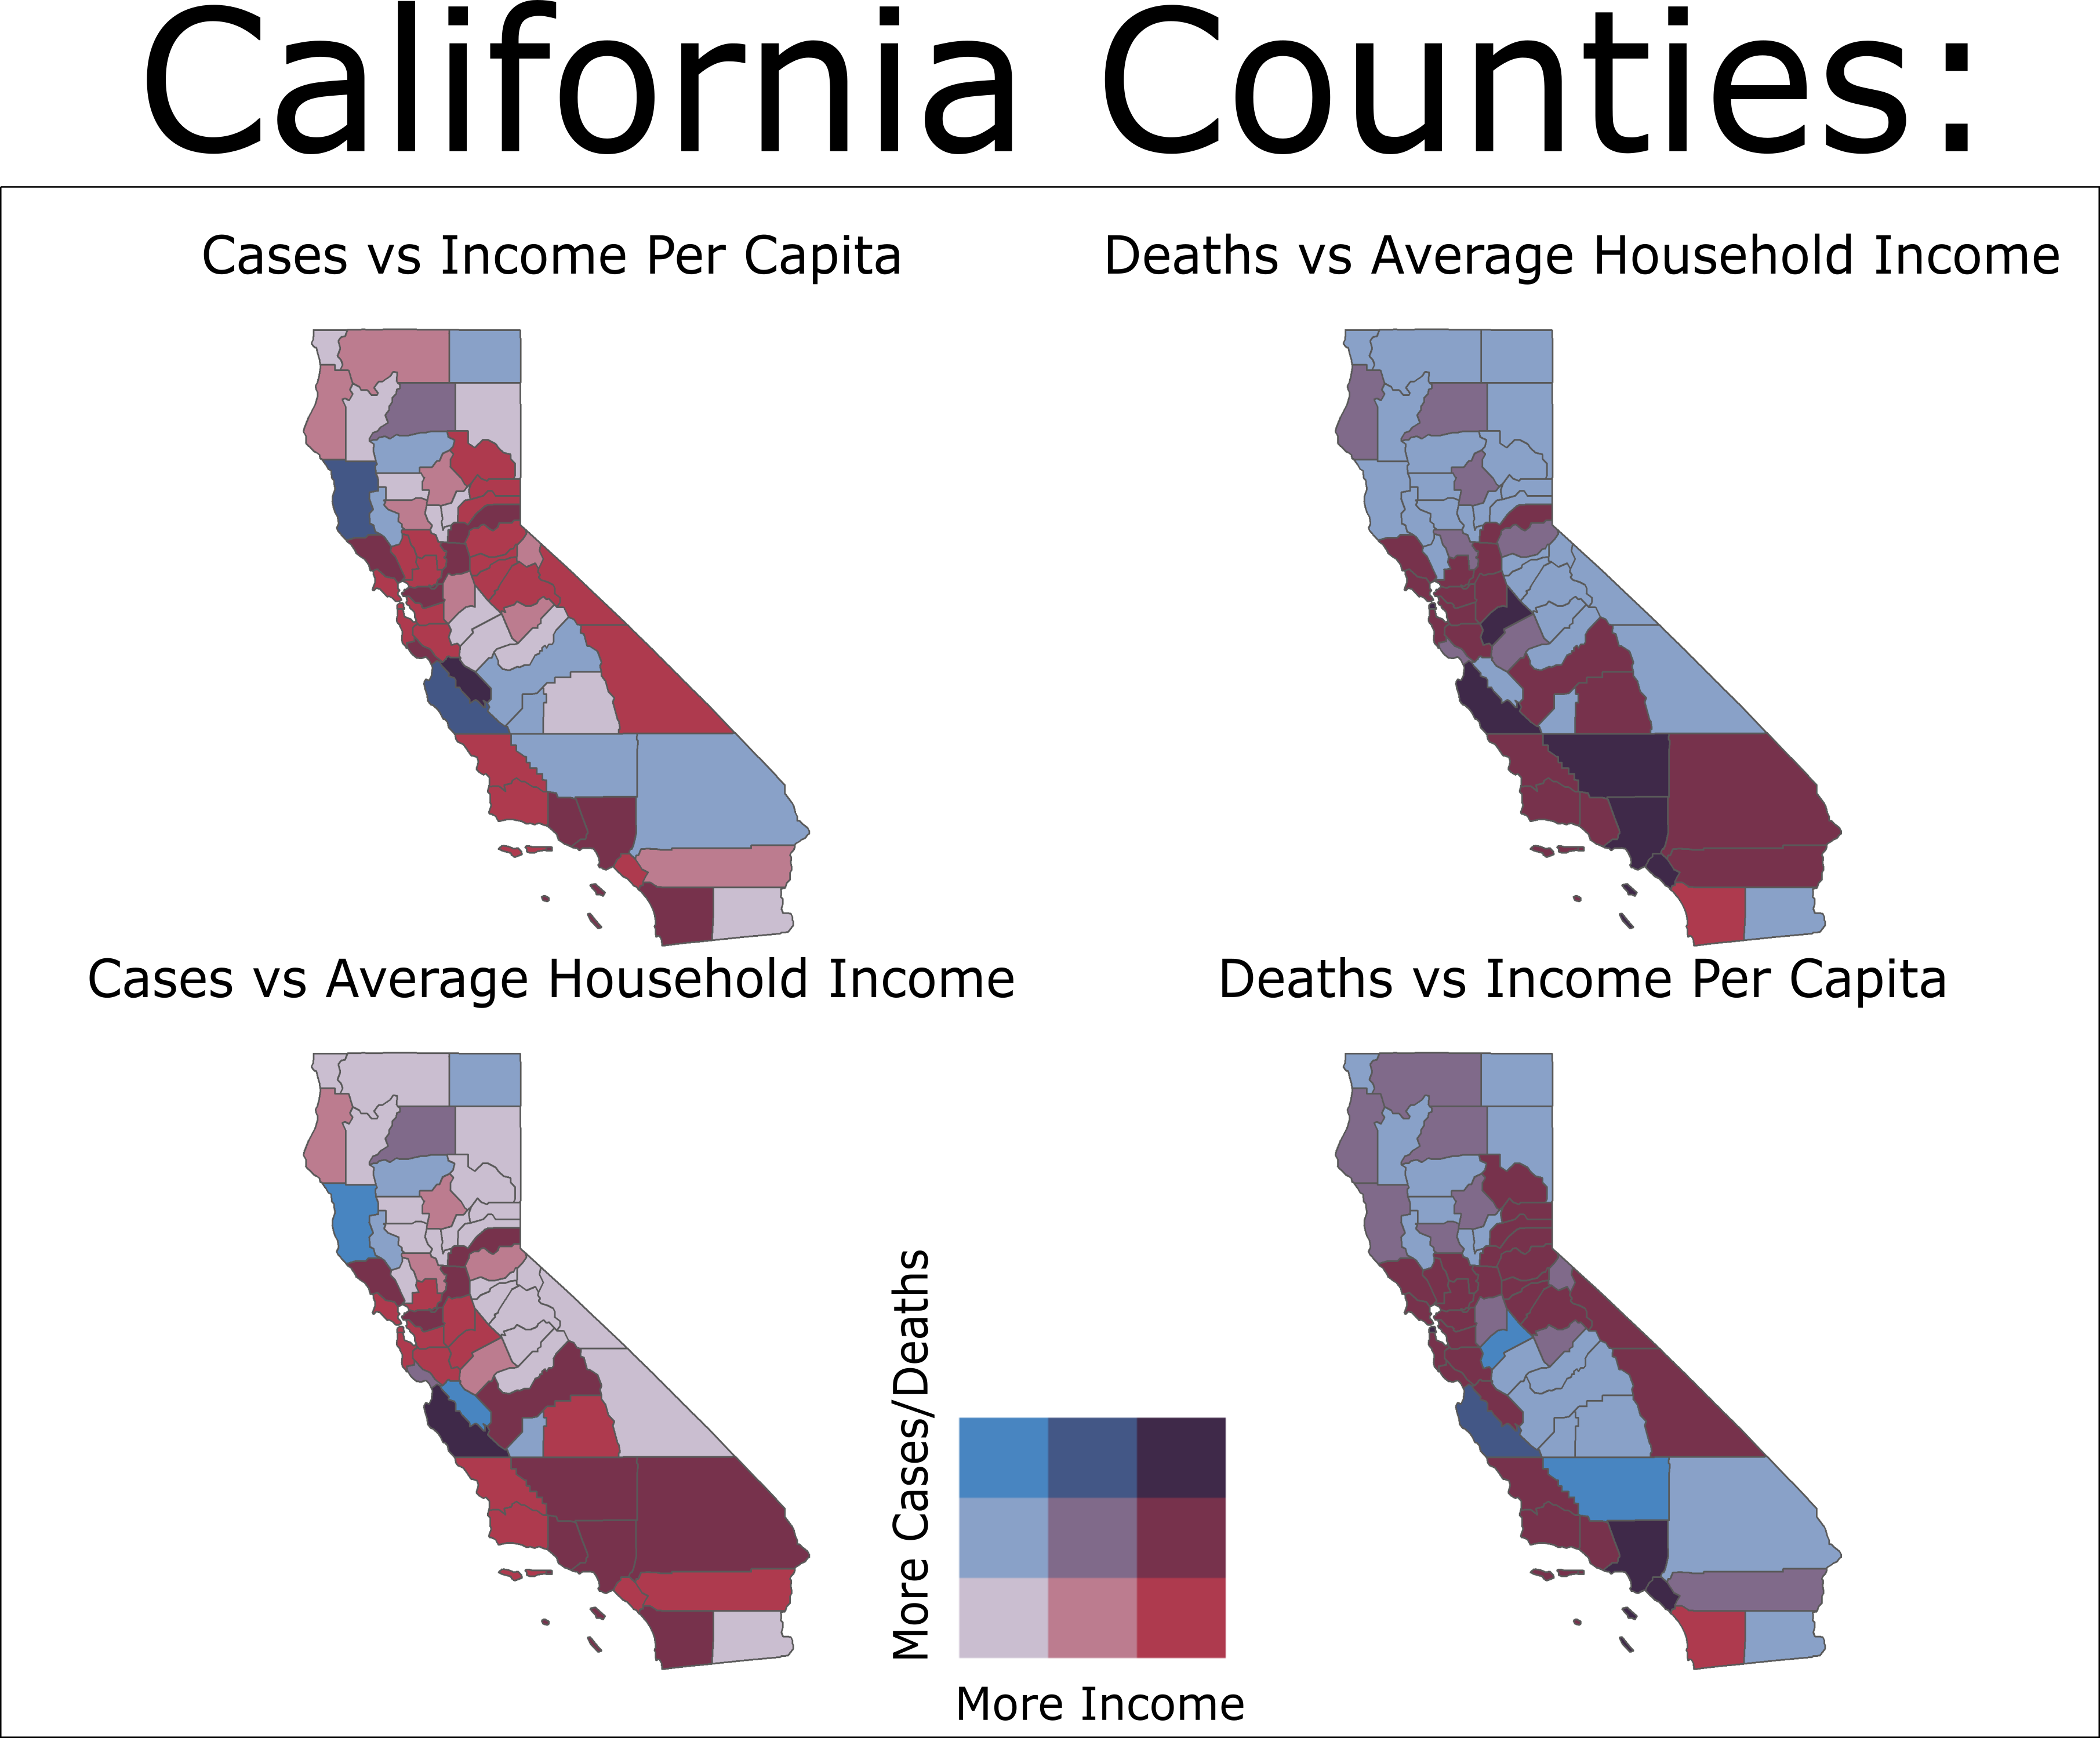 California Counties:
Cases vs Income Per Capita
Deaths vs Average Household Income
Cases vs Average Household Income
Deaths vs Income Per Capita
More Cases/Deaths
More Income